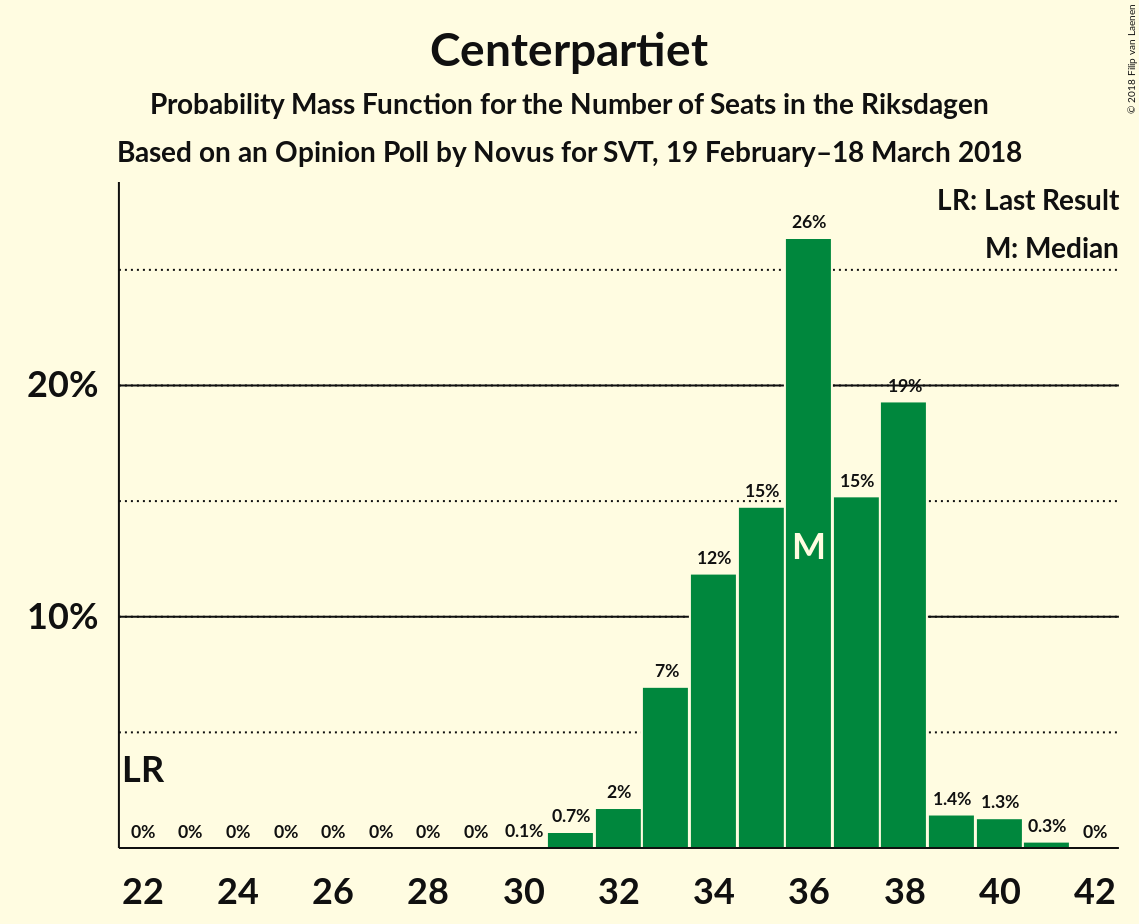 Centerpartiet
Probability Mass Function for the Number of Seats in the Riksdagen
Based on an Opinion Poll by Novus for SVT, 19 February–18 March 2018
© 2018 Filip van Laenen
LR: Last Result
M: Median
26%
20%
19%
15%
15%
M
12%
10%
7%
LR
2%
1.4%
1.3%
0.7%
0.3%
0% 0% 0% 0% 0% 0% 0% 0% 0.1% 0%
22 24 26 28 30 32 34 36 38 40 42